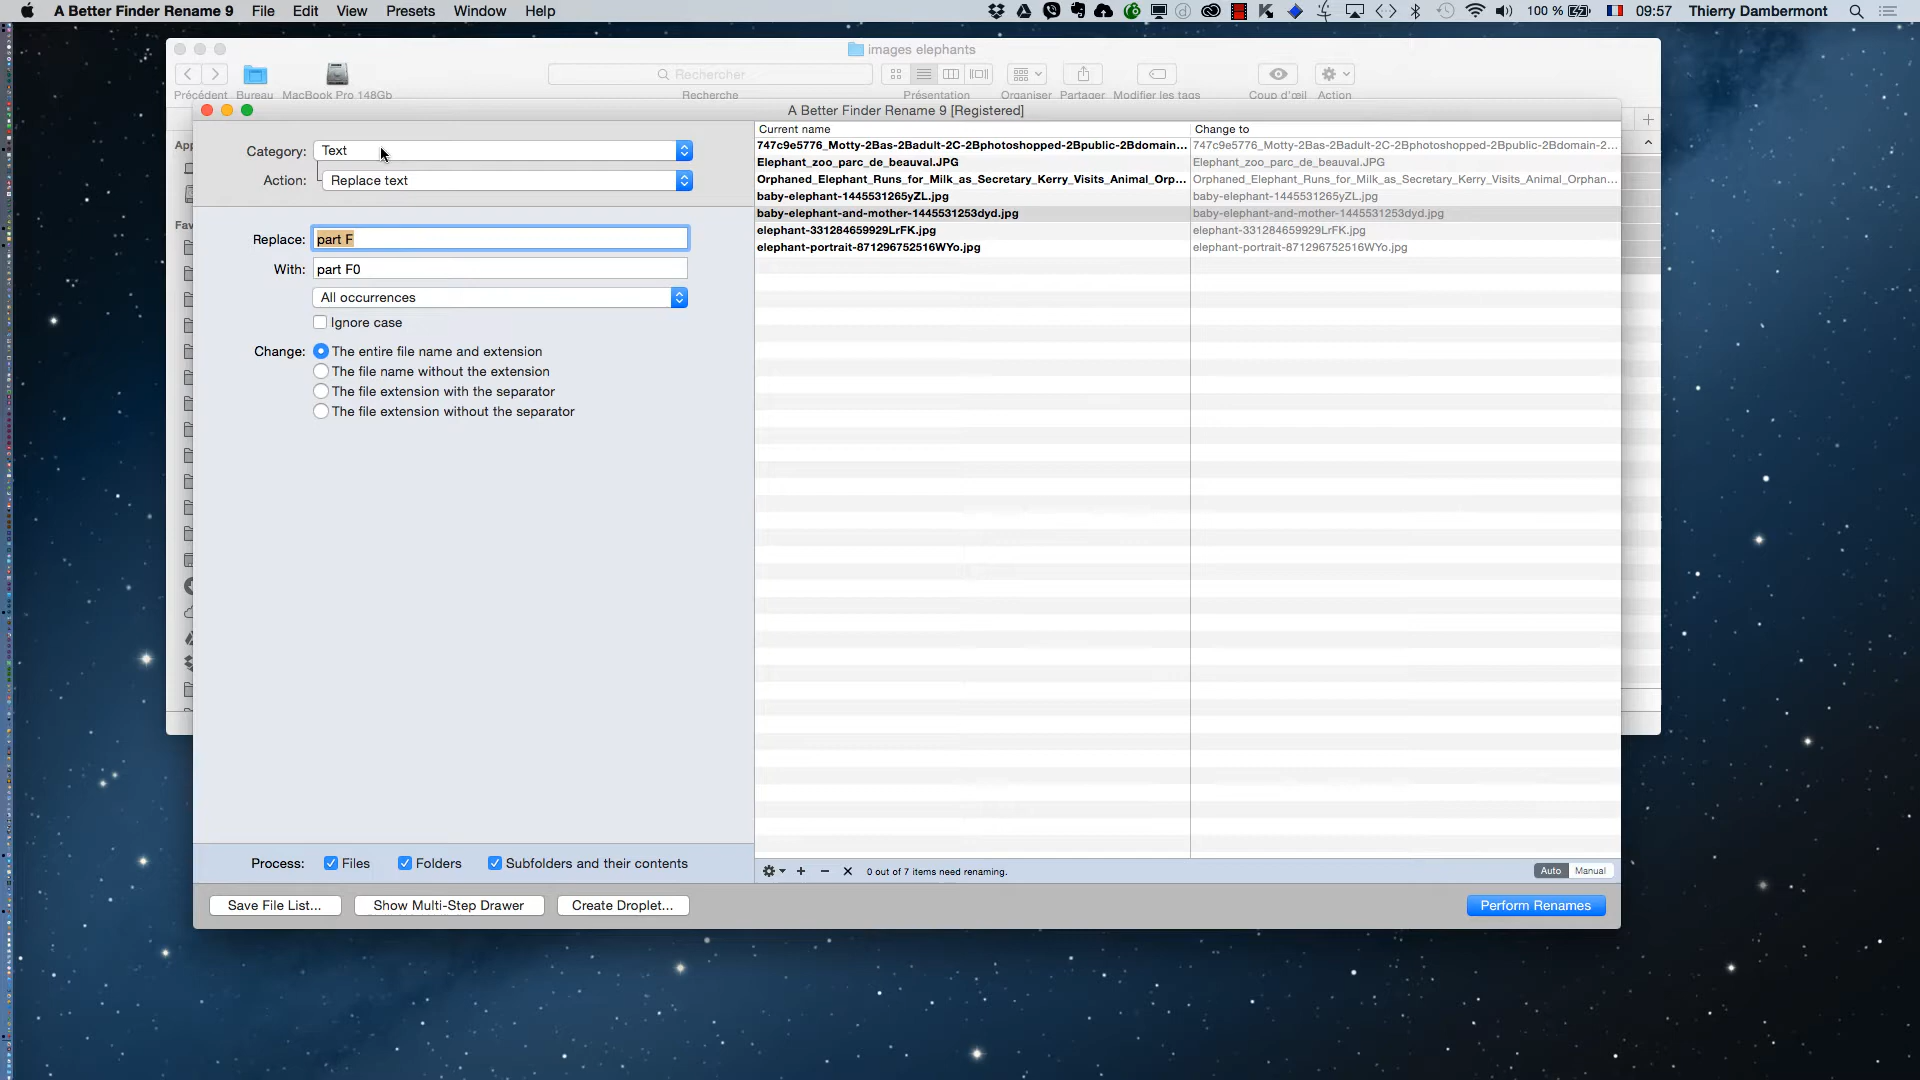 A Better Finder Rename 9 File Edit View Presets Window Help 100 % 09:57 Thierry Dambermont
images elephants
Rechercher
Précédent Bureau MacBook Pro 148Gb Recherche Présentation Organiser Partager Modifier les tags Coup d'œil Action
A Better Finder Rename 9 [Registered]
App
Fav
Category: Text
Action: Replace text
Replace: part F
With: part F0
All occurrences
Ignore case
Change: The entire file name and extension
The file name without the extension
The file extension with the separator
The file extension without the separator
Current name Change to
747c9e5776_Motty-2Bas-2Badult-2C-2Bphotoshopped-2Bpublic-2Bdomain... 747c9e5776_Motty-2Bas-2Badult-2C-2Bphotoshopped-2Bpublic-2Bdomain-2...
Elephant_zoo_parc_de_beauval.JPG Elephant_zoo_parc_de_beauval.JPG
Orphaned_Elephant_Runs_for_Milk_as_Secretary_Kerry_Visits_Animal_Orp... Orphaned_Elephant_Runs_for_Milk_as_Secretary_Kerry_Visits_Animal_Orphan...
baby-elephant-1445531265yZL.jpg baby-elephant-1445531265yZL.jpg
baby-elephant-and-mother-1445531253dyd.jpg baby-elephant-and-mother-1445531253dyd.jpg
elephant-331284659929LrFK.jpg elephant-331284659929LrFK.jpg
elephant-portrait-871296752516WYo.jpg elephant-portrait-871296752516WYo.jpg
Process: Files Folders Subfolders and their contents
0 out of 7 items need renaming. Auto Manual
Save File List... Show Multi-Step Drawer Create Droplet... Perform Renames